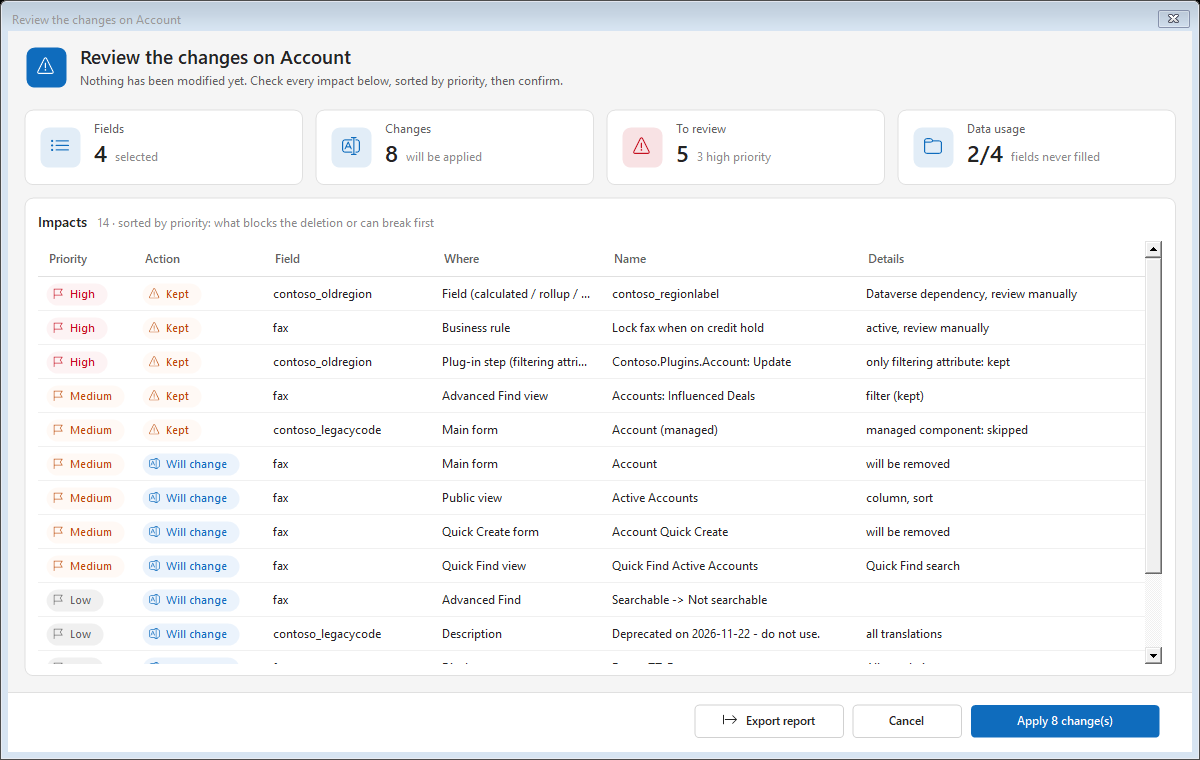 Review the changes on Account
Review the changes on Account
Nothing has been modified yet. Check every impact below, sorted by priority, then confirm.
Fields
4 selected
Changes
8 will be applied
To review
5 3 high priority
Data usage
2/4 fields never filled
Impacts 14 · sorted by priority: what blocks the deletion or can break first
Priority Action Field Where Name Details
High Kept contoso_oldregion Field (calculated / rollup / ... contoso_regionlabel Dataverse dependency, review manually
High Kept fax Business rule Lock fax when on credit hold active, review manually
High Kept contoso_oldregion Plug-in step (filtering attri... Contoso.Plugins.Account: Update only filtering attribute: kept
Medium Kept fax Advanced Find view Accounts: Influenced Deals filter (kept)
Medium Kept contoso_legacycode Main form Account (managed) managed component: skipped
Medium Will change fax Main form Account will be removed
Medium Will change fax Public view Active Accounts column, sort
Medium Will change fax Quick Create form Account Quick Create will be removed
Medium Will change fax Quick Find view Quick Find Active Accounts Quick Find search
Low Will change fax Advanced Find Searchable -> Not searchable
Low Will change contoso_legacycode Description Deprecated on 2026-11-22 - do not use. all translations
Export report Cancel Apply 8 change(s)